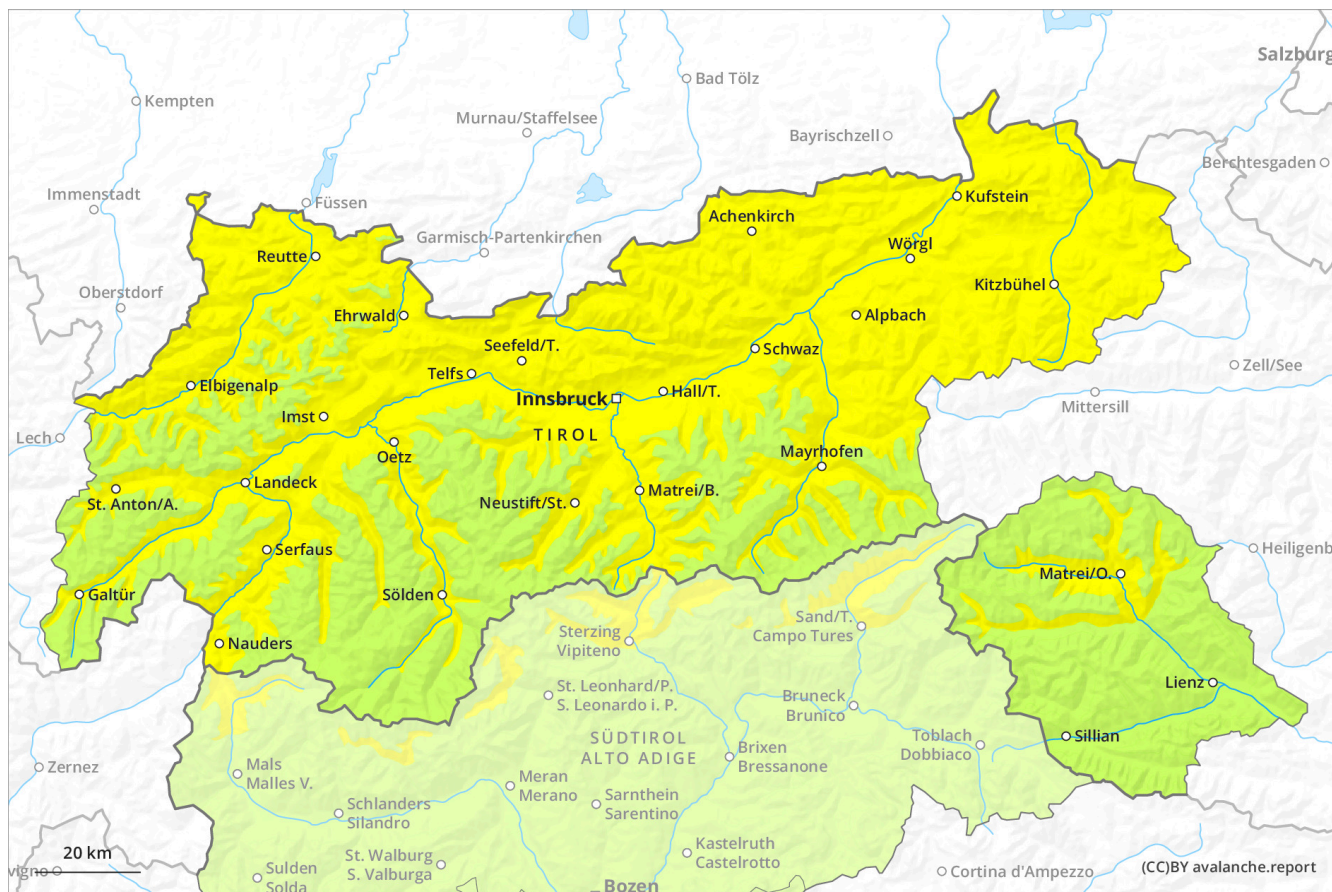 Salzburg
Bad Tölz
Kempten
Murnau/Staffelsee
Bayrischzell
Berchtesgaden
Immenstadt
Füssen
Kufstein
Achenkirch
Garmisch-Partenkirchen
Wörgl
Reutte
Kitzbühel
Oberstdorf
Ehrwald
Alpbach
Seefeld/T.
Schwaz
Zell/See
Telfs
Elbigenalp
Hall/T.
Innsbruck
Mittersill
Imst
Lech
TIROL
Oetz
Mayrhofen
Landeck
Matrei/B.
St. Anton/A.
Neustift/St.
Serfaus
Heiligenb
Matrei/O.
Galtür
Sölden
Sand/T.
Campo Tures
Sterzing
Vipiteno
Nauders
Lienz
St. Leonhard/P.
S. Leonardo i. P.
Bruneck
Brunico
SÜDTIROL
ALTO ADIGE
Toblach
Dobbiaco
Sillian
Brixen
Bressanone
Zernez
Mals
Malles V.
Meran
Merano
Schlanders
Silandro
Sarnthein
Sarentino
Kastelruth
Castelrotto
20 km
St. Walburg
S. Valburga
vigno
Sulden
Solda
Cortina d'Ampezzo
(CC)BY avalanche.report
Bozen